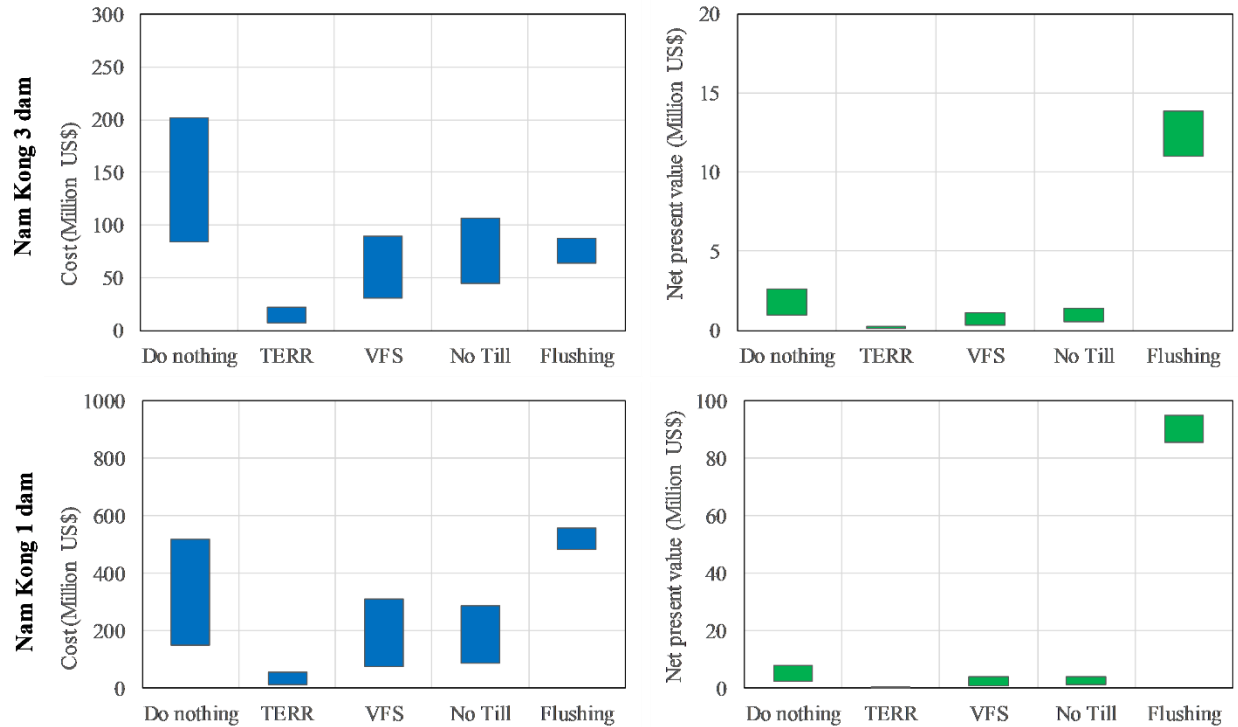 Nam Kong 3 dam
Cost (Million US$)
300
250
200
150
100
50
0
Do nothing TERR VFS No Till Flushing
Net present value (Million US$)
20
15
10
5
0
Do nothing TERR VFS No Till Flushing
Nam Kong 1 dam
Cost (Million US$)
1000
800
600
400
200
0
Do nothing TERR VFS No Till Flushing
Net present value (Million US$)
100
80
60
40
20
0
Do nothing TERR VFS No Till Flushing